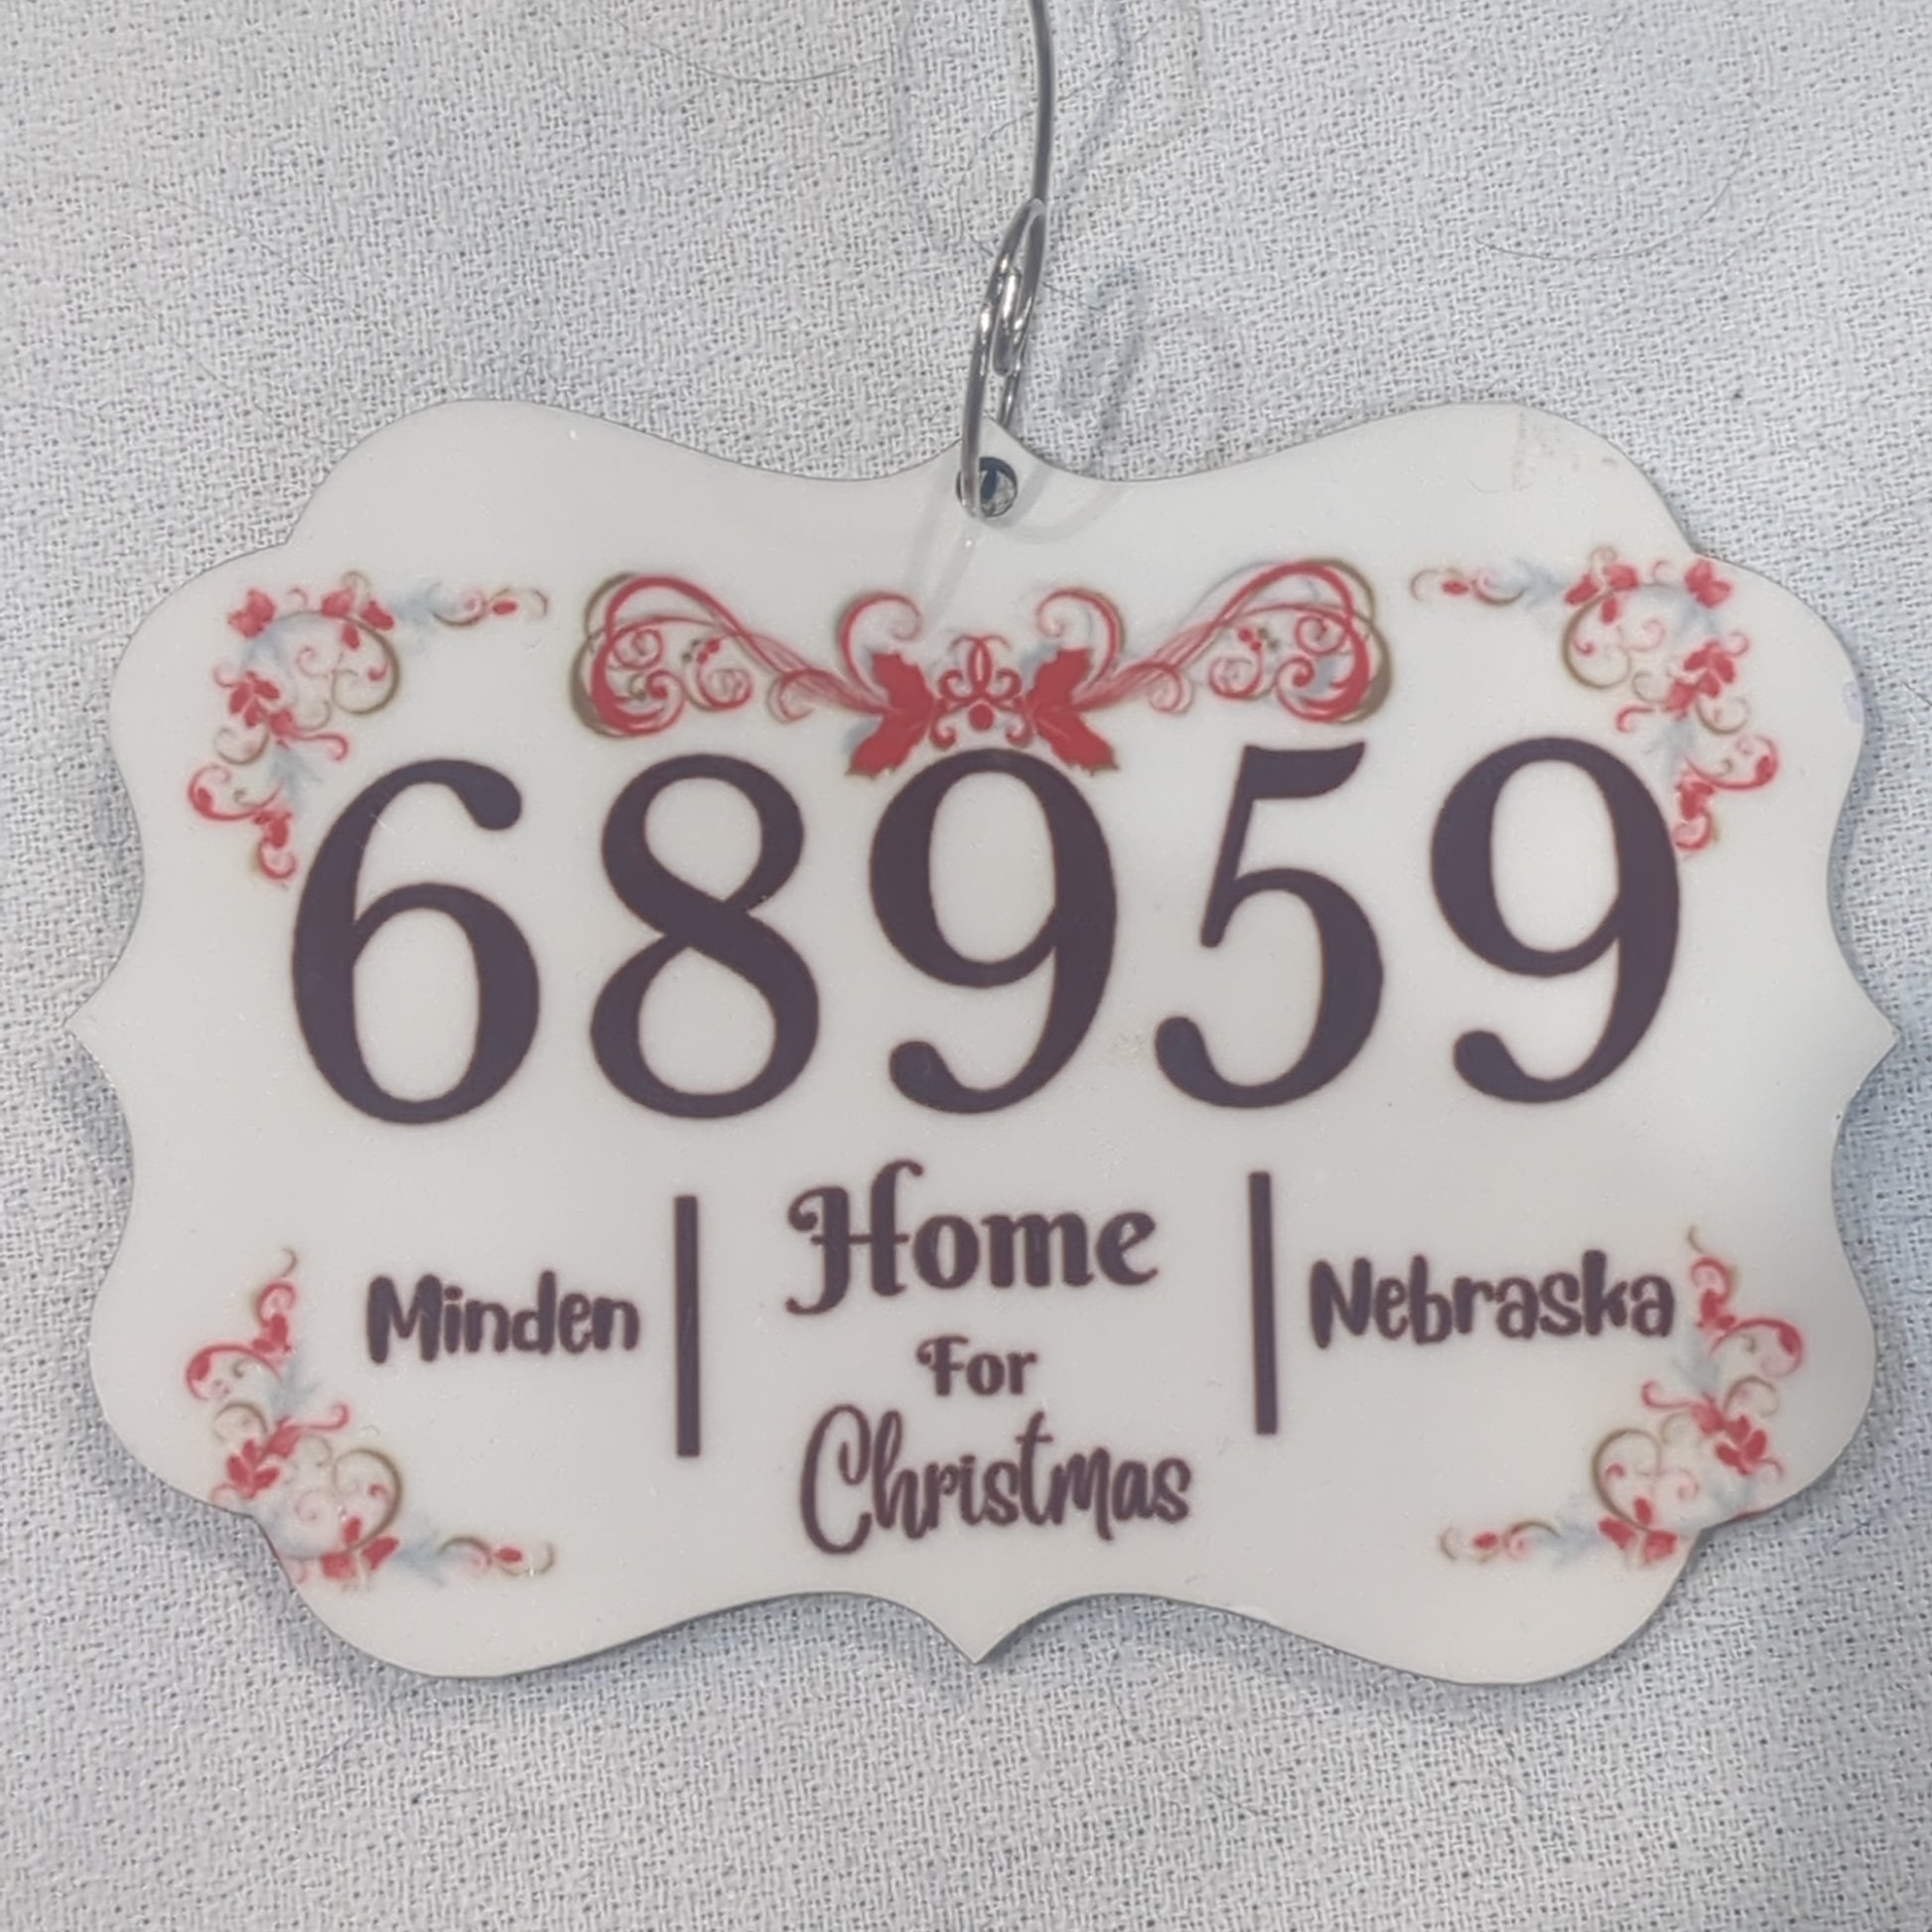 68959
Minden | Home | Nebraska
For
Christmas